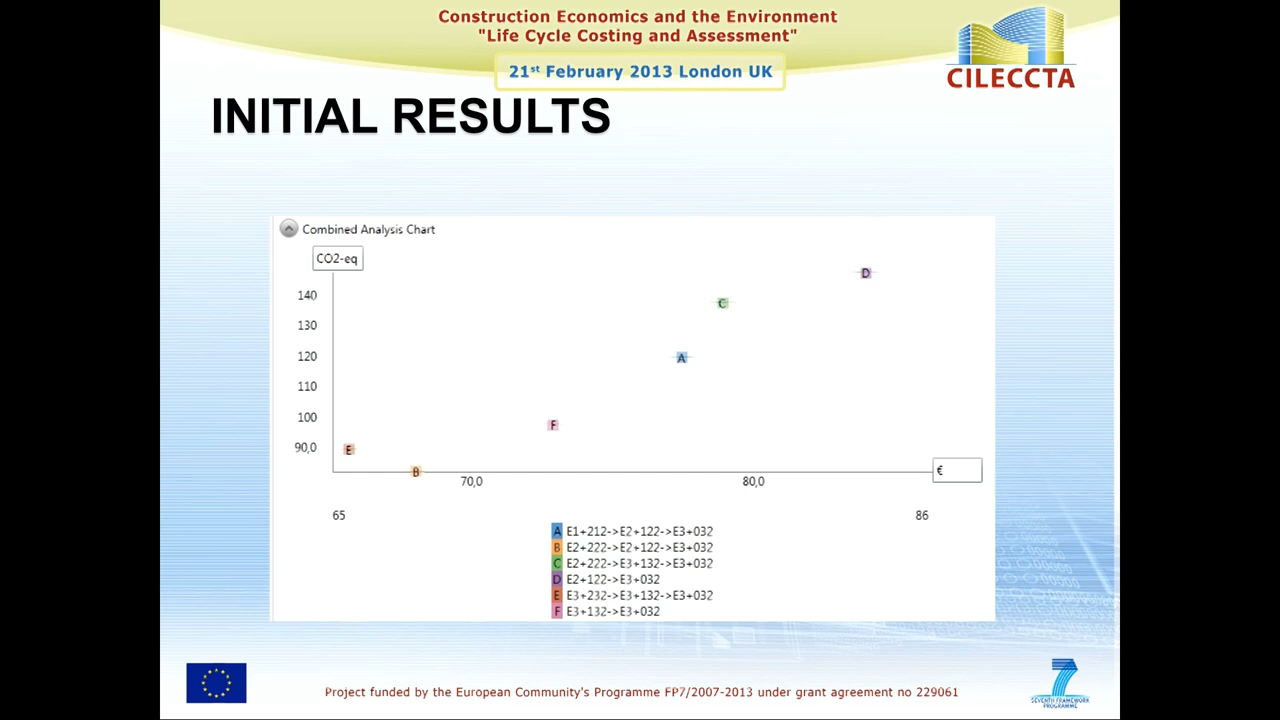 Construction Economics and the Environment
"Life Cycle Costing and Assessment"
21st February 2013 London UK
CILECCTA
INITIAL RESULTS
Combined Analysis Chart
CO2-eq
D
140
C
130
120
A
110
100
F
90,0
E
B
€
70,0
80,0
65
86
A E1+212->E2+122->E3+032
B E2+222->E2+122->E3+032
C E2+222->E3+132->E3+032
D E2+122->E3+032
E E3+232->E3+132->E3+032
F E3+132->E3+032
Project funded by the European Community's Programme FP7/2007-2013 under grant agreement no 229061
7
SEVENTH FRAMEWORK
PROGRAMME